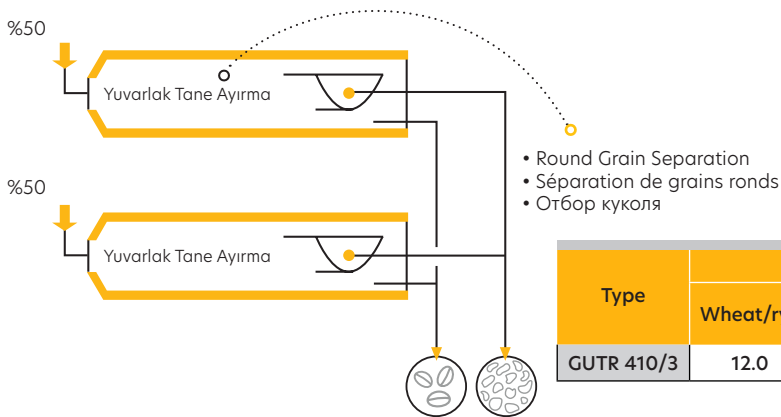 %50
Yuvarlak Tane Ayırma
%50
Yuvarlak Tane Ayırma
• Round Grain Separation
• Séparation de grains ronds
• Отбор куколя
Type
GUTR 410/3
12.0